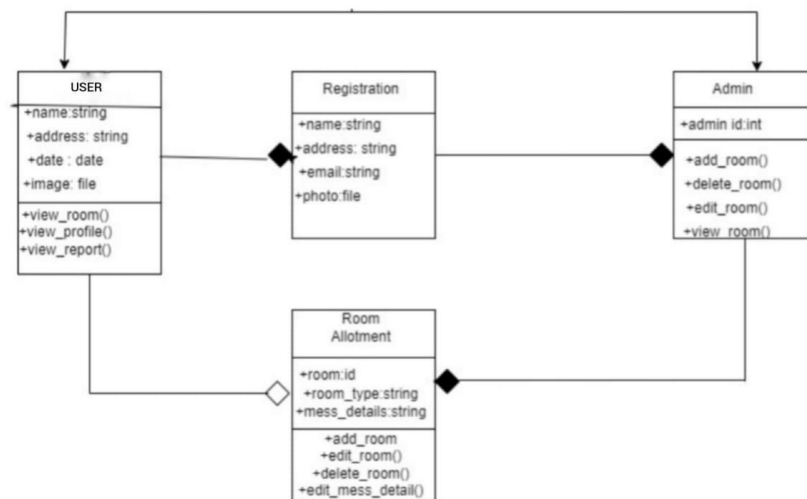 USER
+name:string
+address: string
+date : date
+image: file
+view_room()
+view_profile()
+view_report()
Registration
+name:string
+address: string
+email:string
+photo:file
Admin
+admin id:int
+add_room()
+delete_room()
+edit_room()
+view_room()
Room
Allotment
+room:id
+room_type:string
+mess_details:string
+add_room
+edit_room()
+delete_room()
+edit_mess_detail()